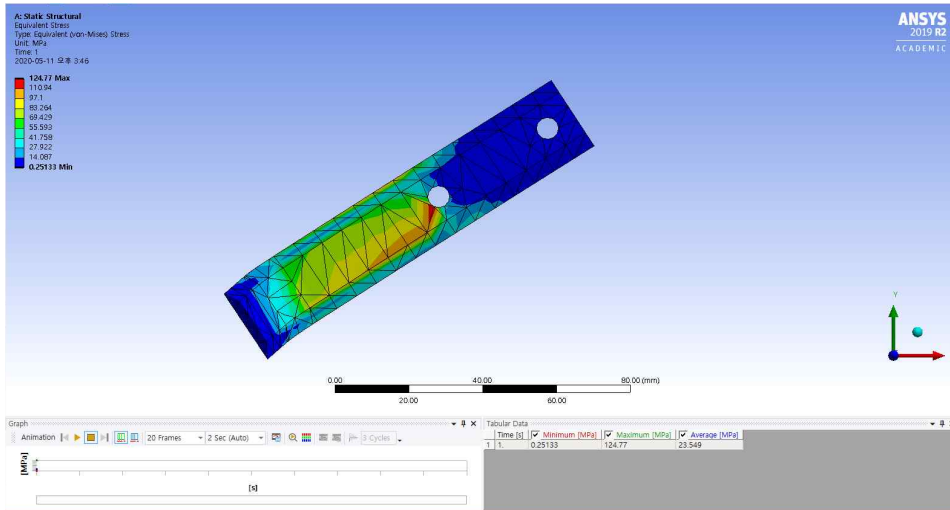 A: Static Structural
Equivalent Stress
Type: Equivalent (von-Mises) Stress
Unit: MPa
Time: 1
2020-05-11 오후 3:46
124.77 Max
110.94
97.1
83.264
69.429
55.593
41.758
27.922
14.087
0.25133 Min
ANSYS
2019 R2
ACADEMIC
Y
0.00 40.00 80.00 (mm)
20.00 60.00
Graph
Animation 20 Frames 2 Sec (Auto) 3 Cycles
[MPa]
[s]
Tabular Data
Time [s] Minimum [MPa] Maximum [MPa] Average [MPa]
1 1. 0.25133 124.77 23.549